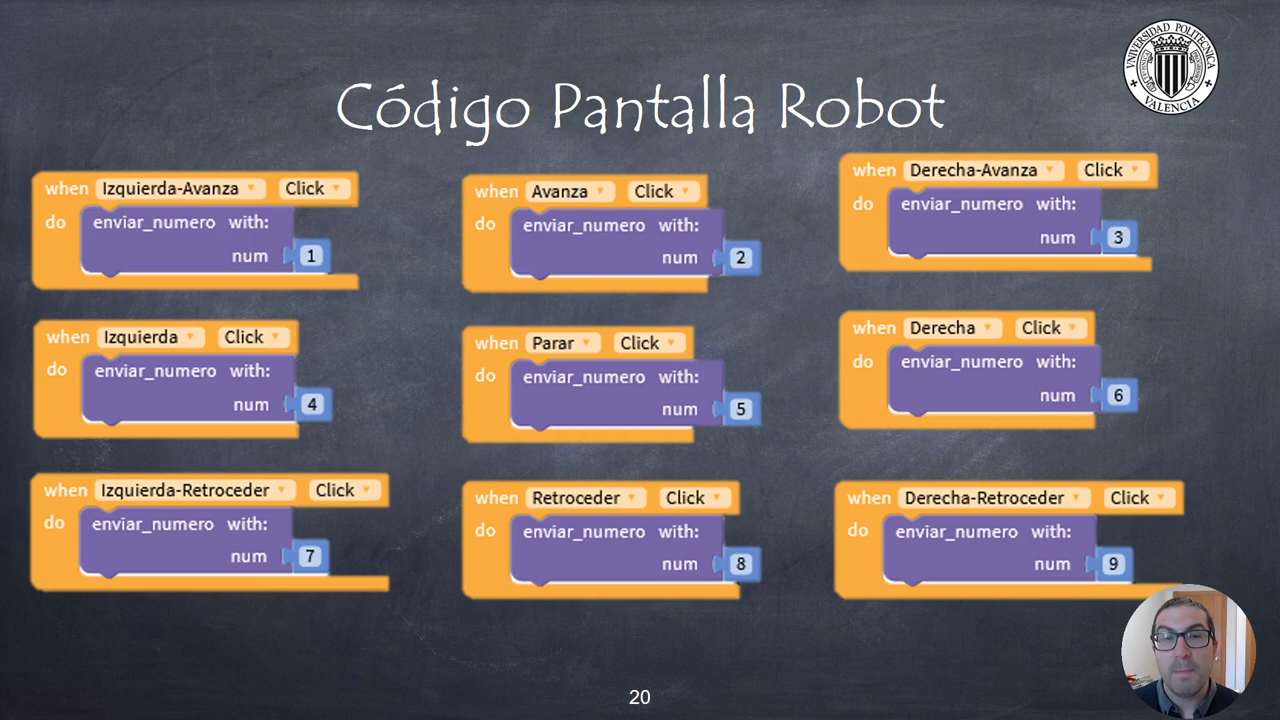 UNIVERSIDAD POLITECNICA
VALENCIA
Código Pantalla Robot
when Izquierda-Avanza Click
do enviar_numero with:
num 1
when Avanza Click
do enviar_numero with:
num 2
when Derecha-Avanza Click
do enviar_numero with:
num 3
when Izquierda Click
do enviar_numero with:
num 4
when Parar Click
do enviar_numero with:
num 5
when Derecha Click
do enviar_numero with:
num 6
when Izquierda-Retroceder Click
do enviar_numero with:
num 7
when Retroceder Click
do enviar_numero with:
num 8
when Derecha-Retroceder Click
do enviar_numero with:
num 9
20